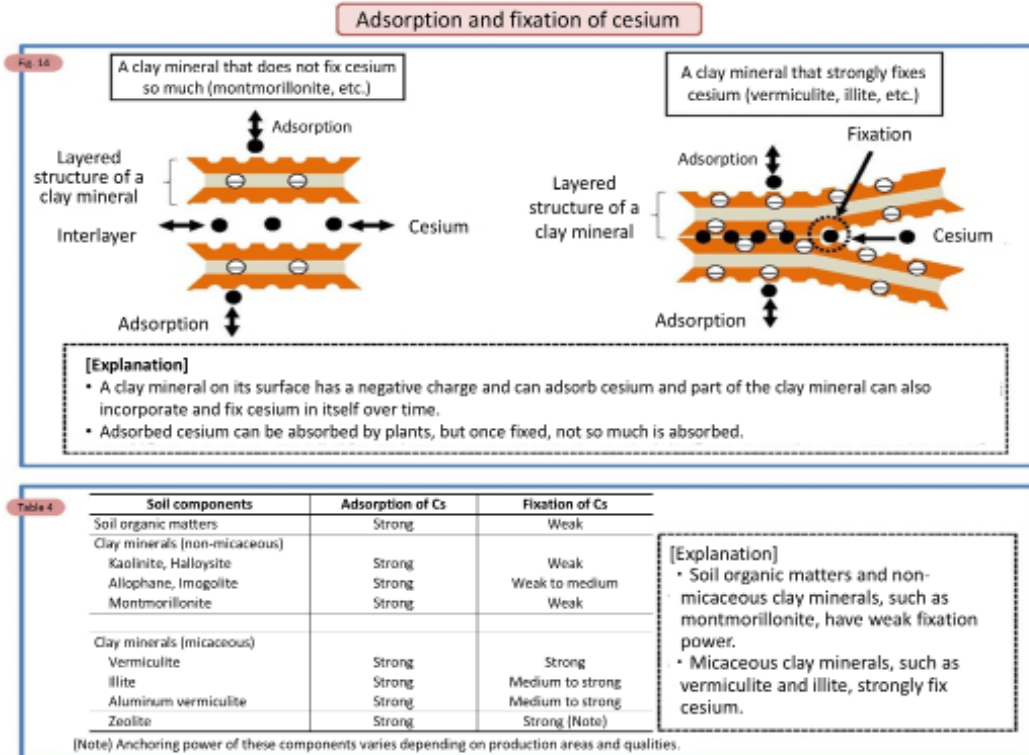 Adsorption and fixation of cesium
Fig. 14
A clay mineral that does not fix cesium
so much (montmorillonite, etc.)
Adsorption
Layered
structure of a
clay mineral
Interlayer
Cesium
Adsorption
A clay mineral that strongly fixes
cesium (vermiculite, illite, etc.)
Fixation
Adsorption
Layered
structure of a
clay mineral
Cesium
Adsorption
[Explanation]
• A clay mineral on its surface has a negative charge and can adsorb cesium and part of the clay mineral can also
incorporate and fix cesium in itself over time.
• Adsorbed cesium can be absorbed by plants, but once fixed, not so much is absorbed.
Table 4
Soil components Adsorption of Cs Fixation of Cs
Soil organic matters Strong Weak
Clay minerals (non-micaceous)
Kaolinite, Halloysite Strong Weak
Allophane, Imogolite Strong Weak to medium
Montmorillonite Strong Weak
Clay minerals (micaceous)
Vermiculite Strong Strong
Illite Strong Medium to strong
Aluminum vermiculite Strong Medium to strong
Zeolite Strong Strong (Note)
(Note) Anchoring power of these components varies depending on production areas and qualities.
[Explanation]
・Soil organic matters and non-
micaceous clay minerals, such as
montmorillonite, have weak fixation
power.
・Micaceous clay minerals, such as
vermiculite and illite, strongly fix
cesium.